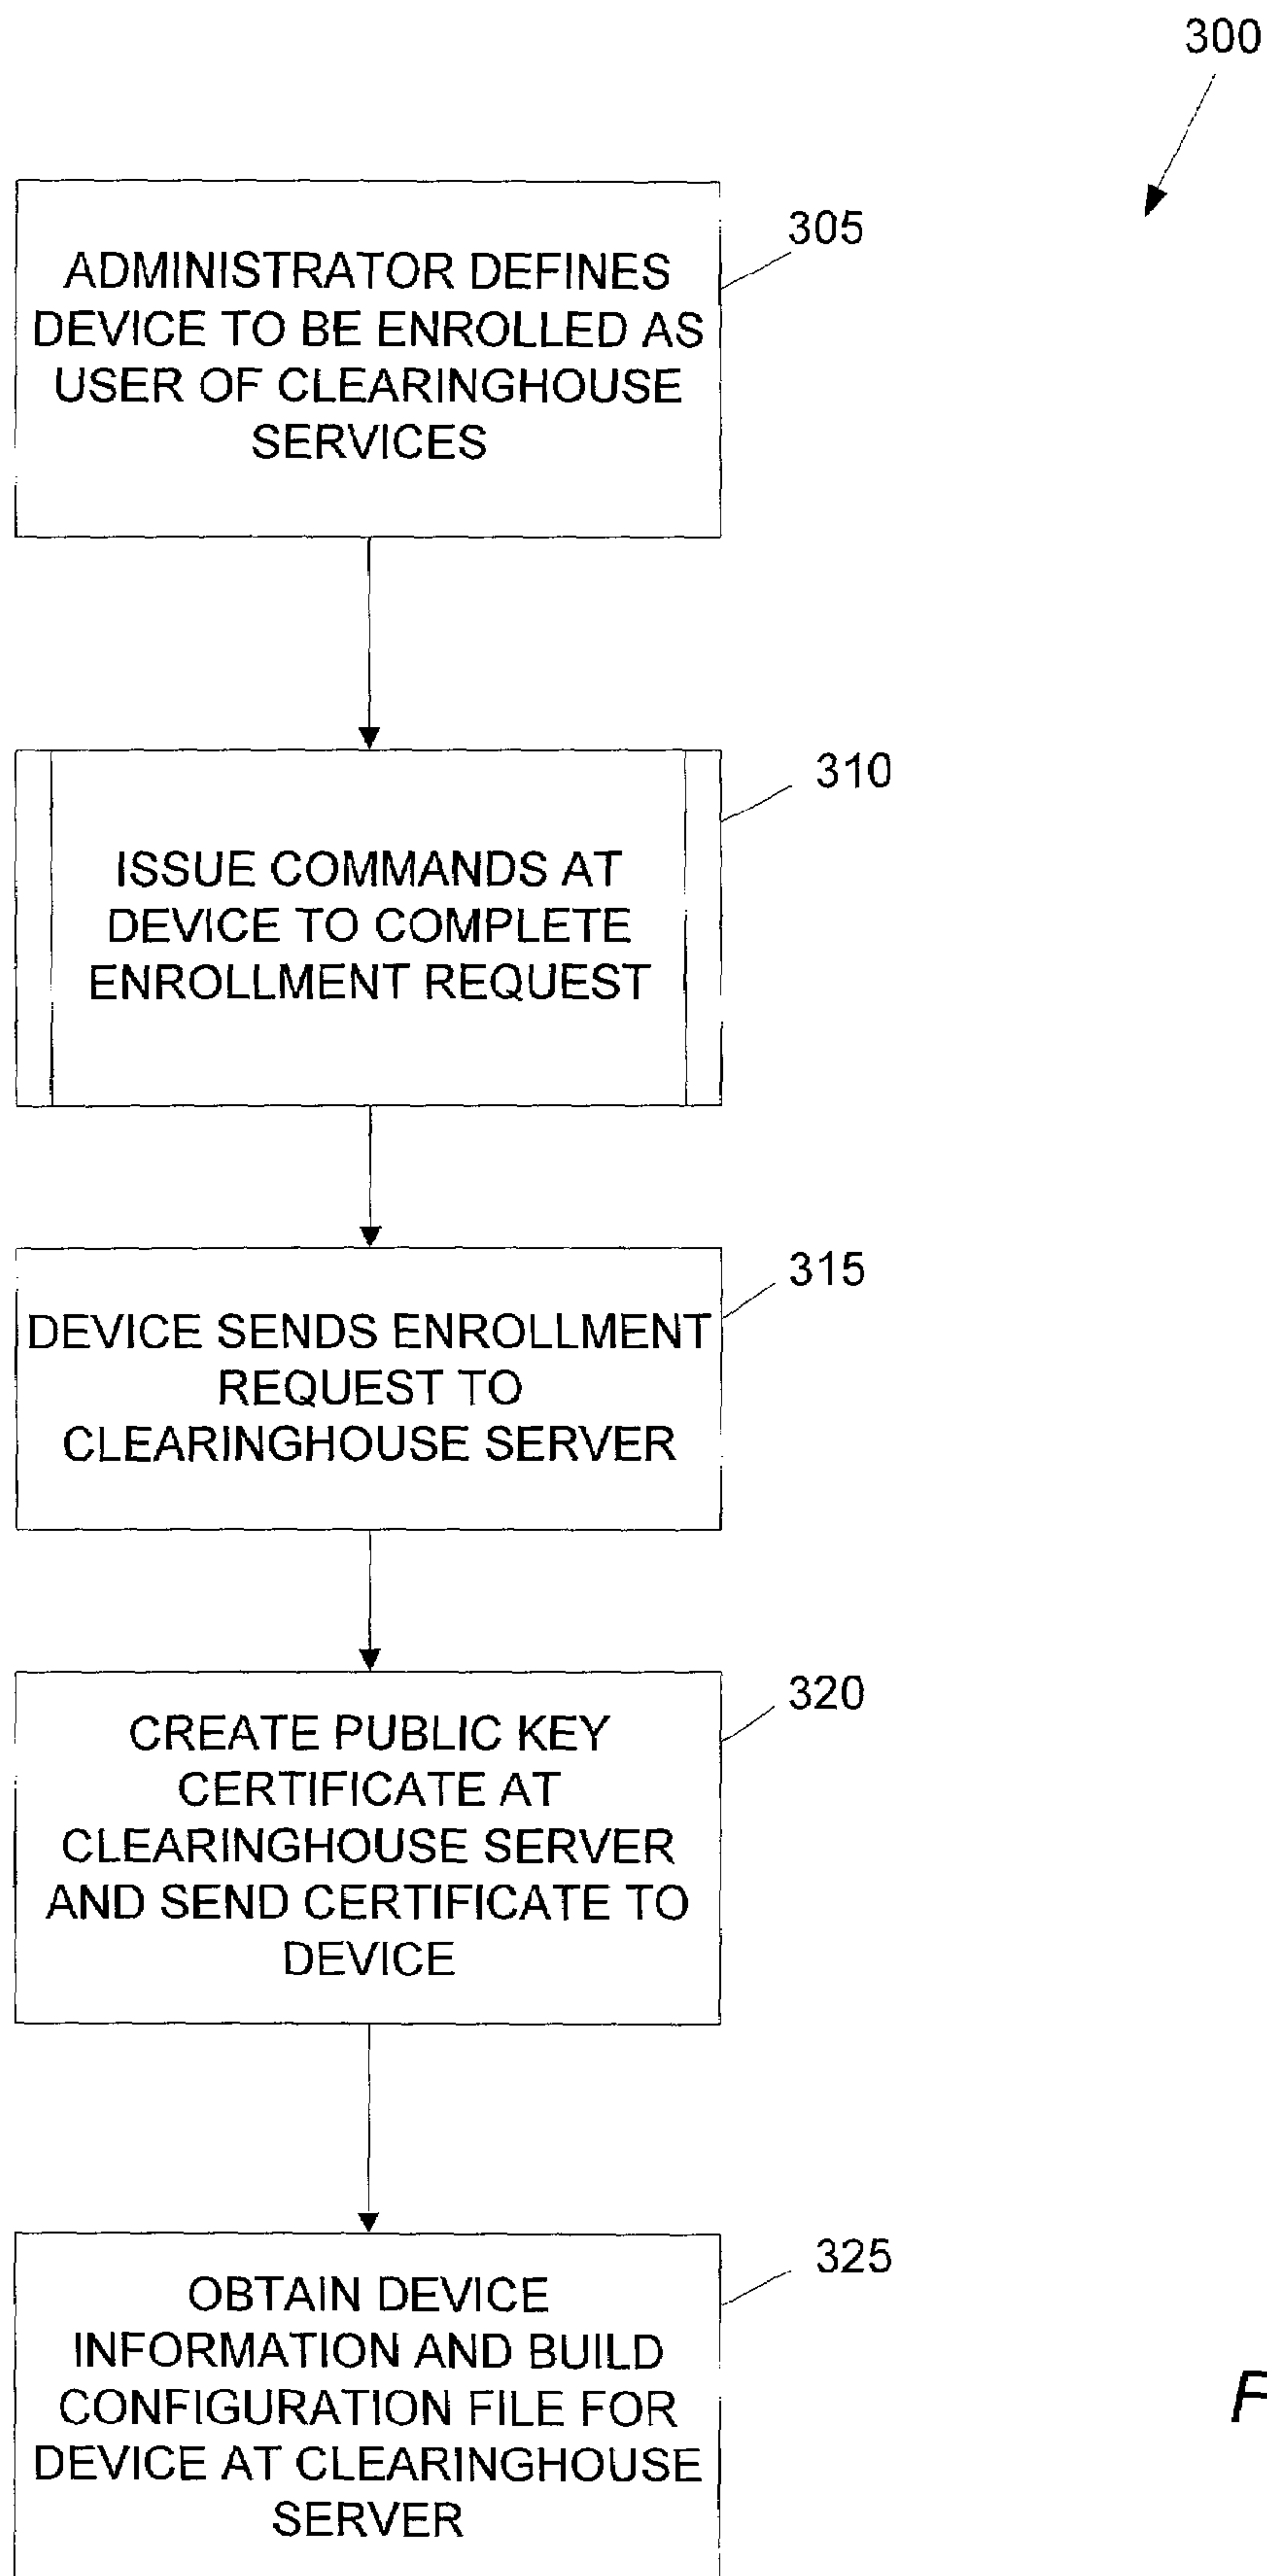 300
305
ADMINISTRATOR DEFINES
DEVICE TO BE ENROLLED AS
USER OF CLEARINGHOUSE
SERVICES
310
ISSUE COMMANDS AT
DEVICE TO COMPLETE
ENROLLMENT REQUEST
315
DEVICE SENDS ENROLLMENT
REQUEST TO
CLEARINGHOUSE SERVER
320
CREATE PUBLIC KEY
CERTIFICATE AT
CLEARINGHOUSE SERVER
AND SEND CERTIFICATE TO
DEVICE
325
OBTAIN DEVICE
INFORMATION AND BUILD
CONFIGURATION FILE FOR
DEVICE AT CLEARINGHOUSE
SERVER